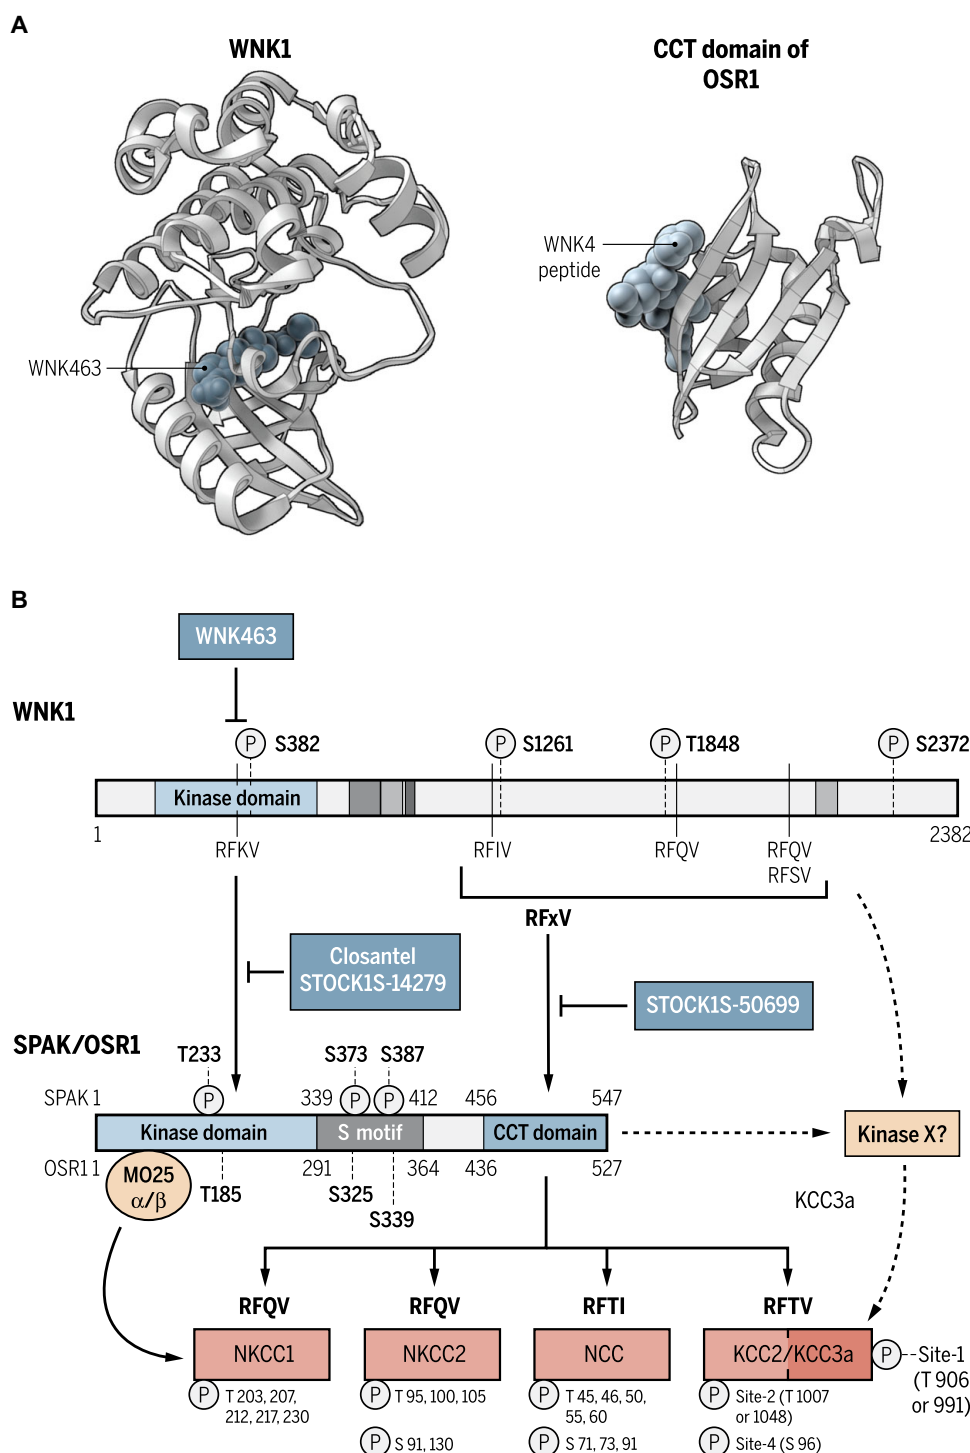 A
WNK1
CCT domain of
OSR1
WNK4
peptide
WNK463
B
WNK463
WNK1
P S382
P S1261
P T1848
P S2372
Kinase domain
1
2382
RFKV
RFIV
RFQV
RFQV
RFSV
RFxV
Closantel
STOCK1S-14279
STOCK1S-50699
SPAK/OSR1
T233
S373
S387
SPAK 1
P
339
P
P
412
456
547
Kinase domain
S motif
CCT domain
Kinase X?
OSR1 1
291
364
436
527
MO25
α/β
T185
S325
S339
KCC3a
RFQV
RFQV
RFTI
RFTV
NKCC1
NKCC2
NCC
KCC2/KCC3a
P Site-1
(T 906
or 991)
P T 203, 207,
212, 217, 230
P T 95, 100, 105
P S 91, 130
P T 45, 46, 50,
55, 60
P S 71, 73, 91
P Site-2 (T 1007
or 1048)
P Site-4 (S 96)